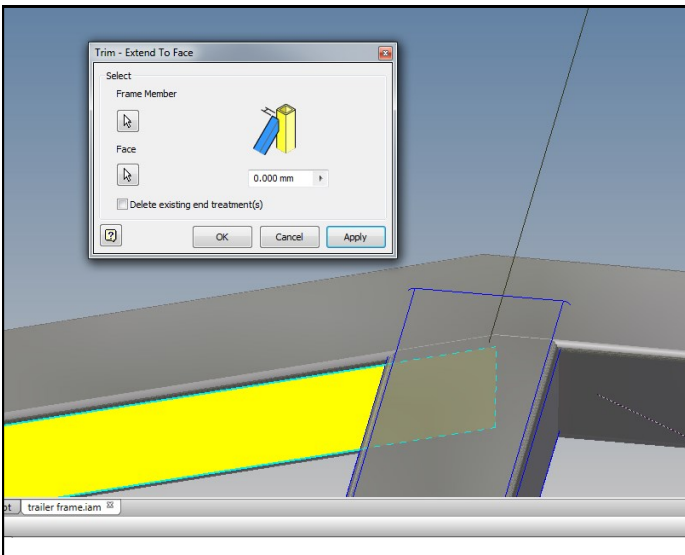 Trim - Extend To Face
Select
Frame Member
Face
0.000 mm
Delete existing end treatment(s)
OK Cancel Apply
trailer frame.iam